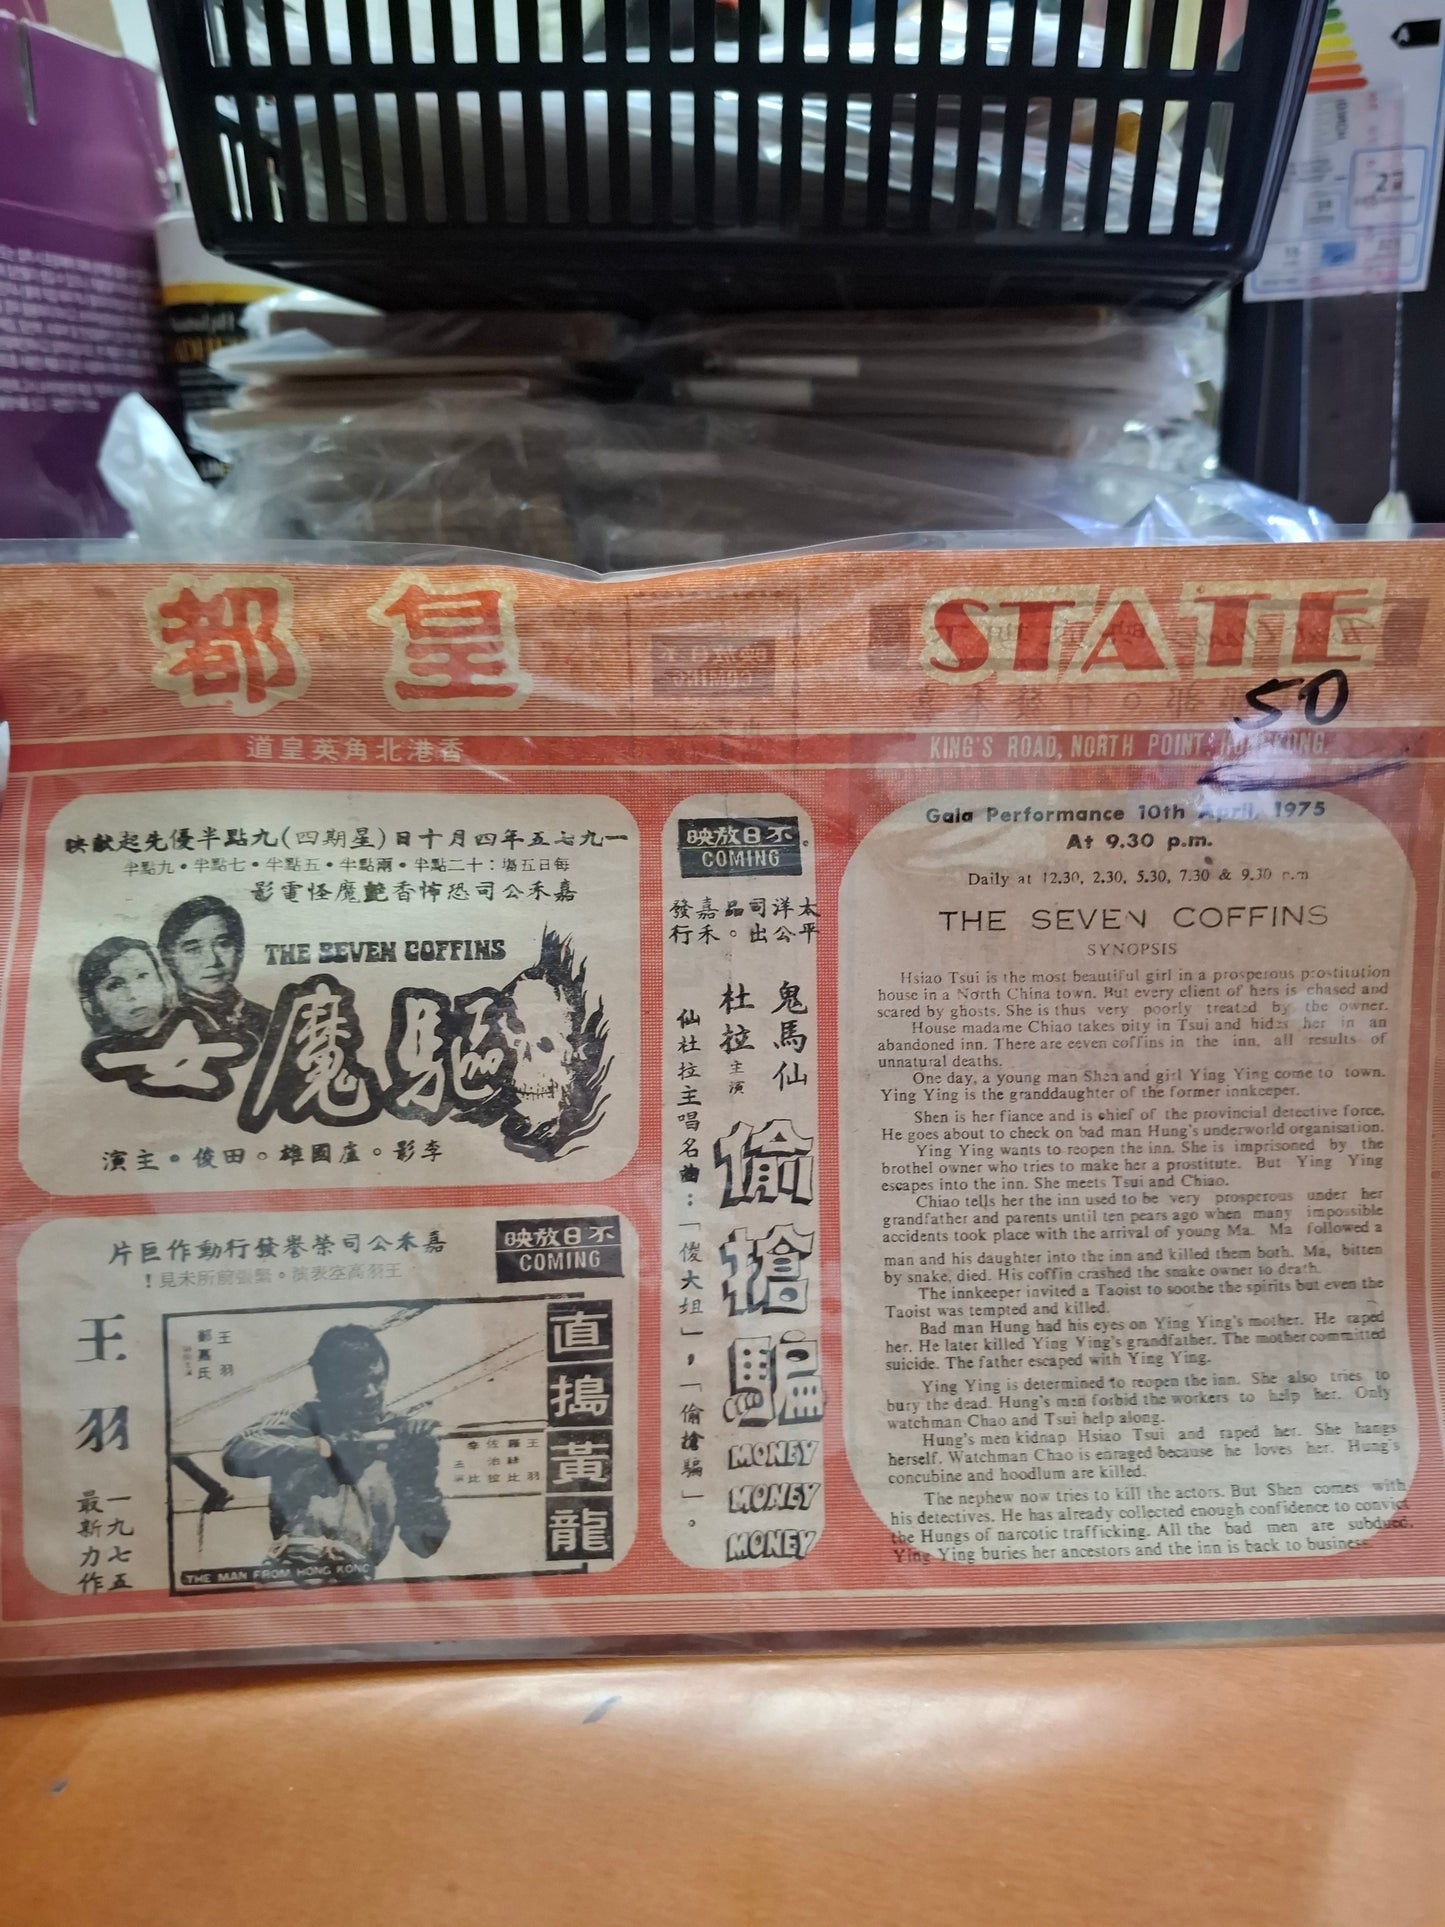 皇都
STATE
50
香港北角英皇道
KING'S ROAD, NORTH POINT, HONG KONG.
一九七五年四月十日(星期四)九點半優先起獻映
每日五場:十二點半•兩點半•五點半•七點半•九點半
嘉禾公司恐怖香艷魔怪電影
THE SEVEN COFFINS
驅魔女
李影。盧國雄。田俊。主演
不日放映
COMING
嘉禾公司榮譽發行動作巨片
王羽高空表演。緊張前所未見!
王羽
一九七五
最新力作
直搗黃龍
THE MAN FROM HONG KONG
不日放映
COMING
太平洋公司出品。嘉禾發行
鬼馬仙
杜拉主演
偷搶騙
MONEY
MONEY
MONEY
仙杜拉主唱名曲:「傻大姐」,「偷搶騙」。
Gala Performance 10th April, 1975
At 9.30 p.m.
Daily at 12.30, 2.30, 5.30, 7.30 & 9.30 p.m
THE SEVEN COFFINS
SYNOPSIS
Hsiao Tsui is the most beautiful girl in a prosperous prostitution
house in a North China town. But every client of hers is chased and
scared by ghosts. She is thus very poorly treated by the owner.
House madame Chiao takes pity in Tsui and hides her in an
abandoned inn. There are ceven coffins in the inn, all results of
unnatural deaths.
One day, a young man Shen and girl Ying Ying come to town.
Ying Ying is the granddaughter of the former innkeeper.
Shen is her fiance and is chief of the provincial detective force.
He goes about to check on bad man Hung's underworld organisation.
Ying Ying wants to reopen the inn. She is imprisoned by the
brothel owner who tries to make her a prostitute. But Ying Ying
escapes into the inn. She meets Tsui and Chiao.
Chiao tells her the inn used to be very prosperous under her
grandfather and parents until ten pears ago when many impossible
accidents took place with the arrival of young Ma. Ma followed a
man and his daughter into the inn and killed them both. Ma, bitten
by snake, died. His coffin crashed the snake owner to death.
The innkeeper invited a Taoist to soothe the spirits but even the
Taoist was tempted and killed.
Bad man Hung had his eyes on Ying Ying's mother. He raped
her. He later killed Ying Ying's grandfather. The mother committed
suicide. The father escaped with Ying Ying.
Ying Ying is determined to reopen the inn. She also tries to
bury the dead. Hung's men forbid the workers to help her. Only
watchman Chao and Tsui help along.
Hung's men kidnap Hsiao Tsui and raped her. She hangs
herself. Watchman Chao is enraged because he loves her. Hung's
concubine and hoodlum are killed.
The nephew now tries to kill the actors. But Shen comes with
his detectives. He has already collected enough confidence to convict
the Hungs of narcotic trafficking. All the bad men are subdued.
Ying Ying buries her ancestors and the inn is back to business.